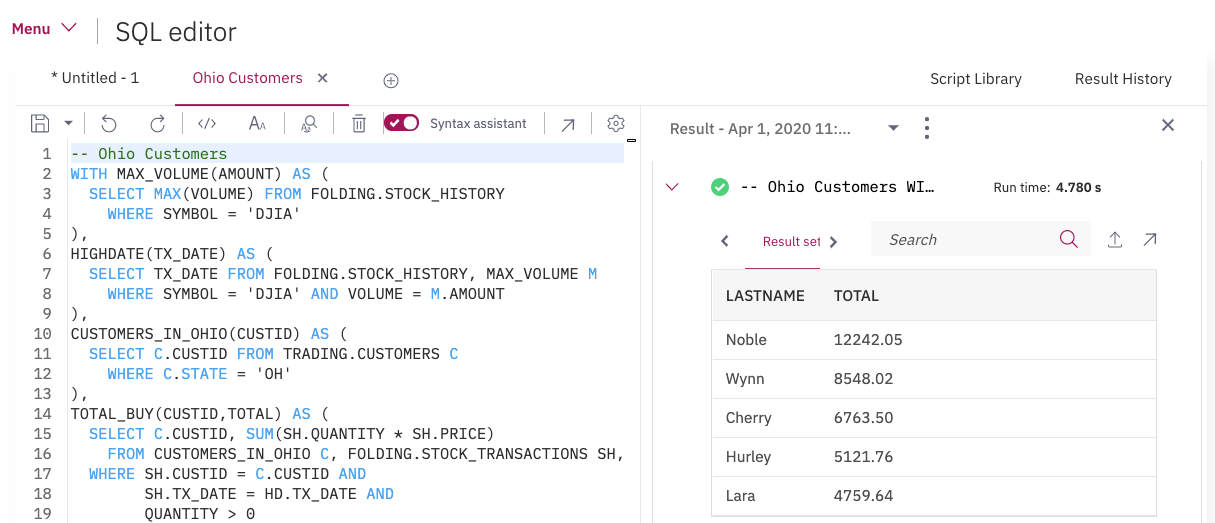 Menu
SQL editor
* Untitled - 1
Ohio Customers
Script Library
Result History
Syntax assistant
1 -- Ohio Customers
2 WITH MAX_VOLUME(AMOUNT) AS (
3 SELECT MAX(VOLUME) FROM FOLDING.STOCK_HISTORY
4 WHERE SYMBOL = 'DJIA'
5 ),
6 HIGHDATE(TX_DATE) AS (
7 SELECT TX_DATE FROM FOLDING.STOCK_HISTORY, MAX_VOLUME M
8 WHERE SYMBOL = 'DJIA' AND VOLUME = M.AMOUNT
9 ),
10 CUSTOMERS_IN_OHIO(CUSTID) AS (
11 SELECT C.CUSTID FROM TRADING.CUSTOMERS C
12 WHERE C.STATE = 'OH'
13 ),
14 TOTAL_BUY(CUSTID,TOTAL) AS (
15 SELECT C.CUSTID, SUM(SH.QUANTITY * SH.PRICE)
16 FROM CUSTOMERS_IN_OHIO C, FOLDING.STOCK_TRANSACTIONS SH,
17 WHERE SH.CUSTID = C.CUSTID AND
18 SH.TX_DATE = HD.TX_DATE AND
19 QUANTITY > 0
Result - Apr 1, 2020 11:...
-- Ohio Customers WI…
Run time: 4.780 s
Result set
Search
LASTNAME TOTAL
Noble 12242.05
Wynn 8548.02
Cherry 6763.50
Hurley 5121.76
Lara 4759.64